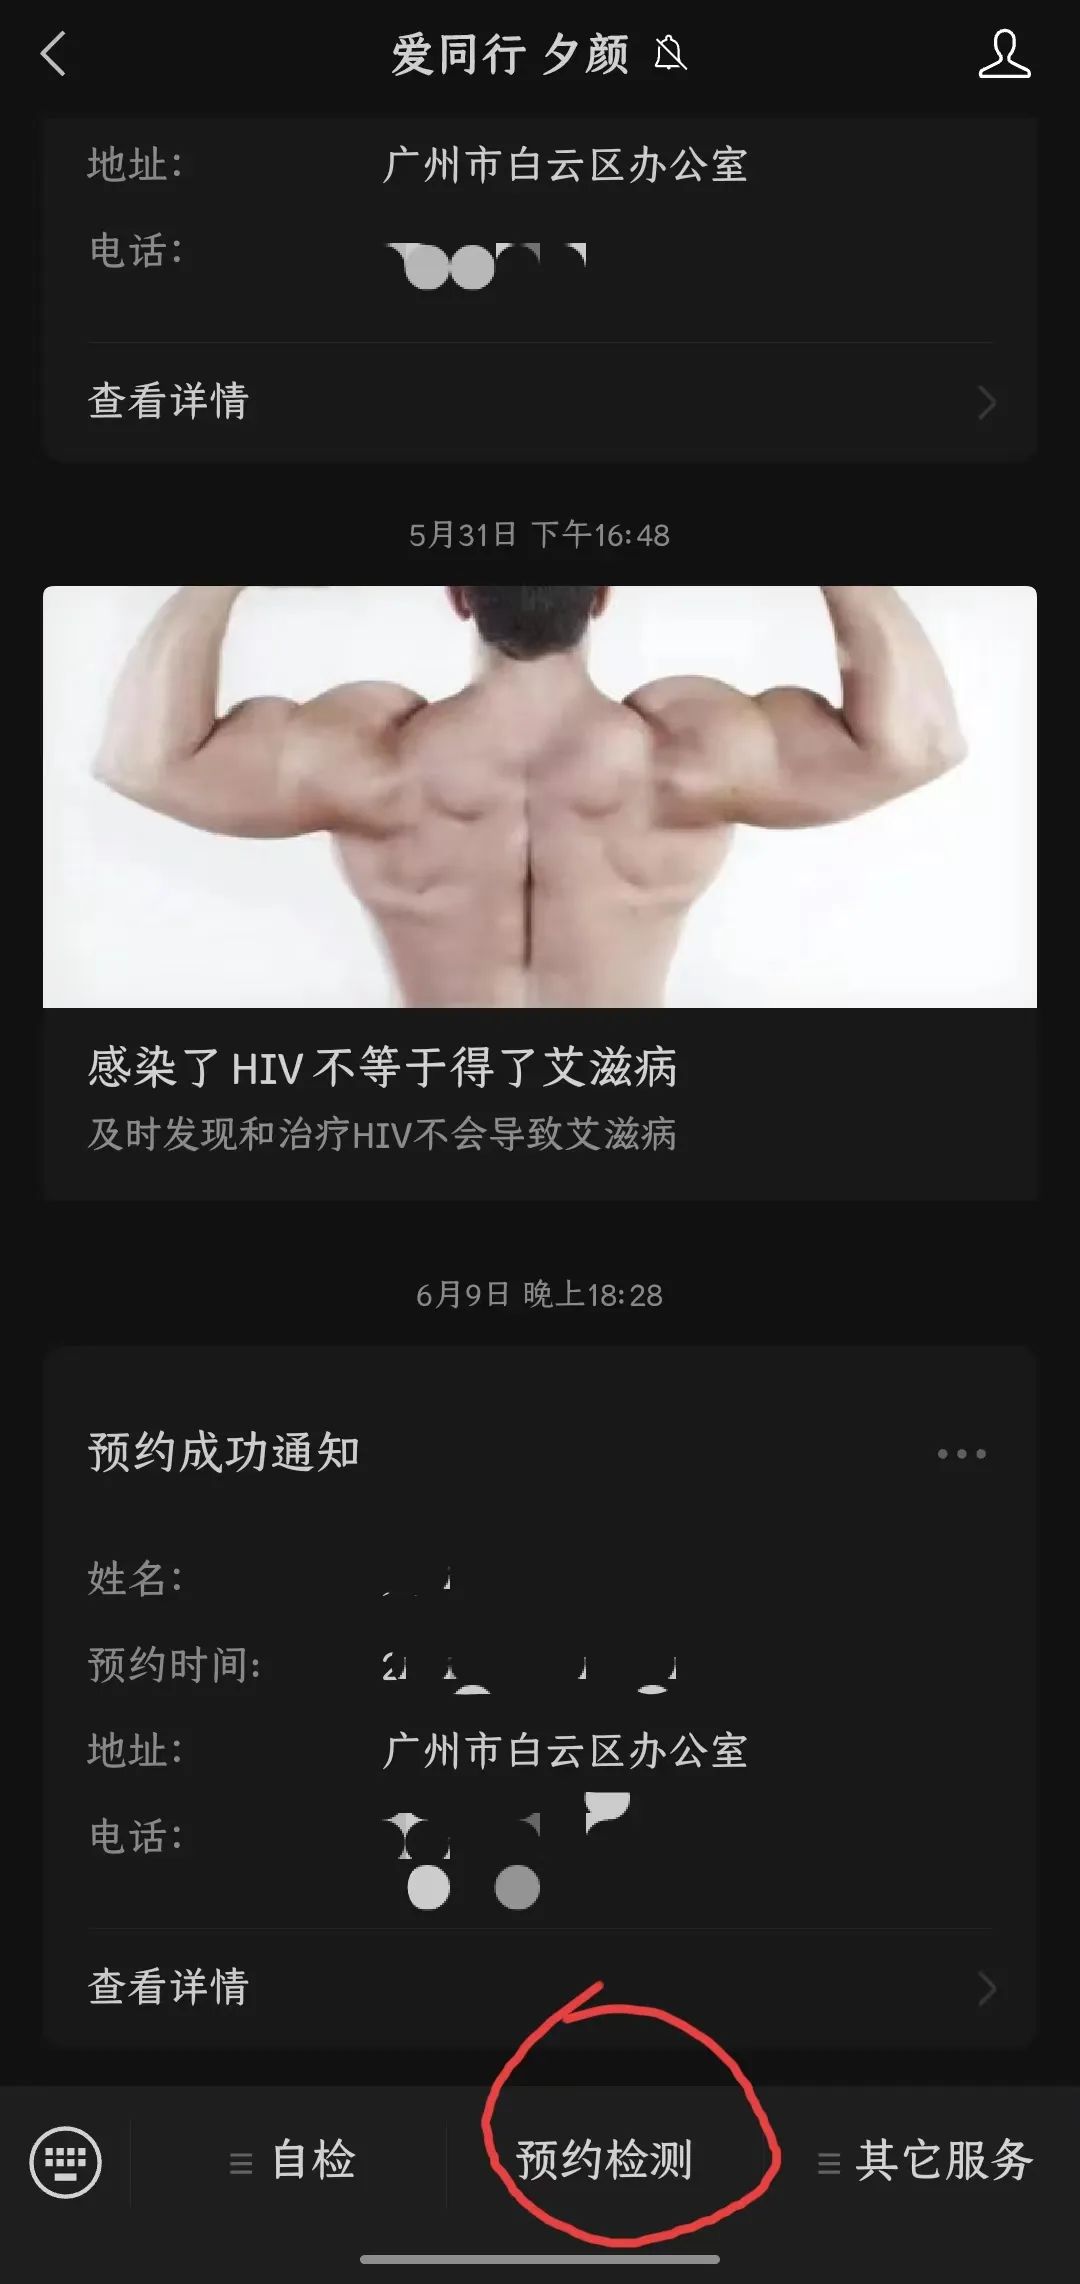 爱同行 夕颜
地址： 广州市白云区办公室
电话：
查看详情
5月31日 下午16:48
感染了HIV不等于得了艾滋病
及时发现和治疗HIV不会导致艾滋病
6月9日 晚上18:28
预约成功通知
姓名：
预约时间：
地址： 广州市白云区办公室
电话：
查看详情
自检 预约检测 其它服务